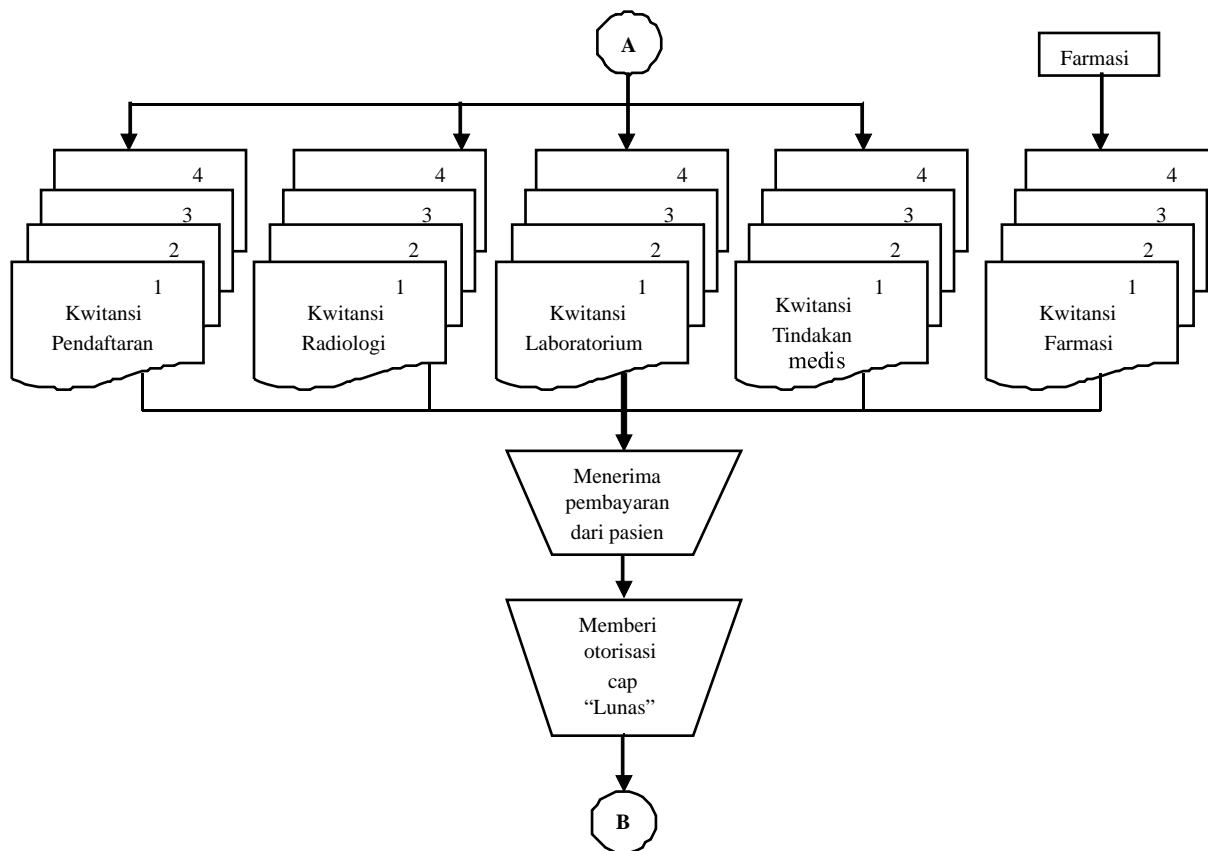 A
Farmasi
4
3
2
1
Kwitansi
Pendaftaran
4
3
2
1
Kwitansi
Radiologi
4
3
2
1
Kwitansi
Laboratorium
4
3
2
1
Kwitansi
Tindakan
medis
4
3
2
1
Kwitansi
Farmasi
Menerima
pembayaran
dari pasien
Memberi
otorisasi
cap
“Lunas”
B